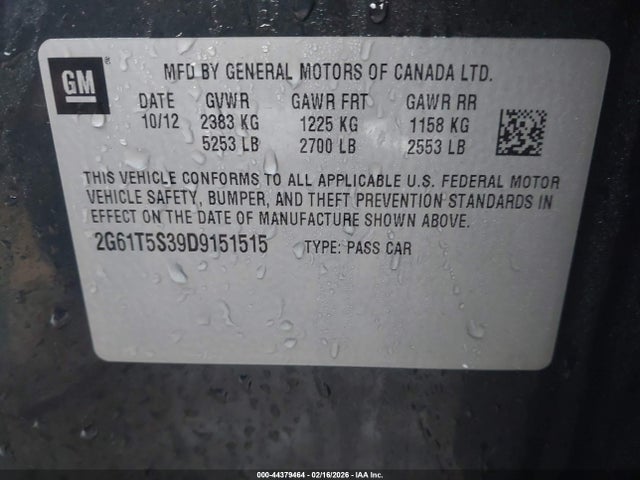 GM
MFD BY GENERAL MOTORS OF CANADA LTD.
DATE GVWR GAWR FRT GAWR RR
10/12 2383 KG 1225 KG 1158 KG
5253 LB 2700 LB 2553 LB
THIS VEHICLE CONFORMS TO ALL APPLICABLE U.S. FEDERAL MOTOR
VEHICLE SAFETY, BUMPER, AND THEFT PREVENTION STANDARDS IN
EFFECT ON THE DATE OF MANUFACTURE SHOWN ABOVE.
2G61T5S39D9151515 TYPE: PASS CAR
000-44379464 - 02/16/2026 - IAA Inc.